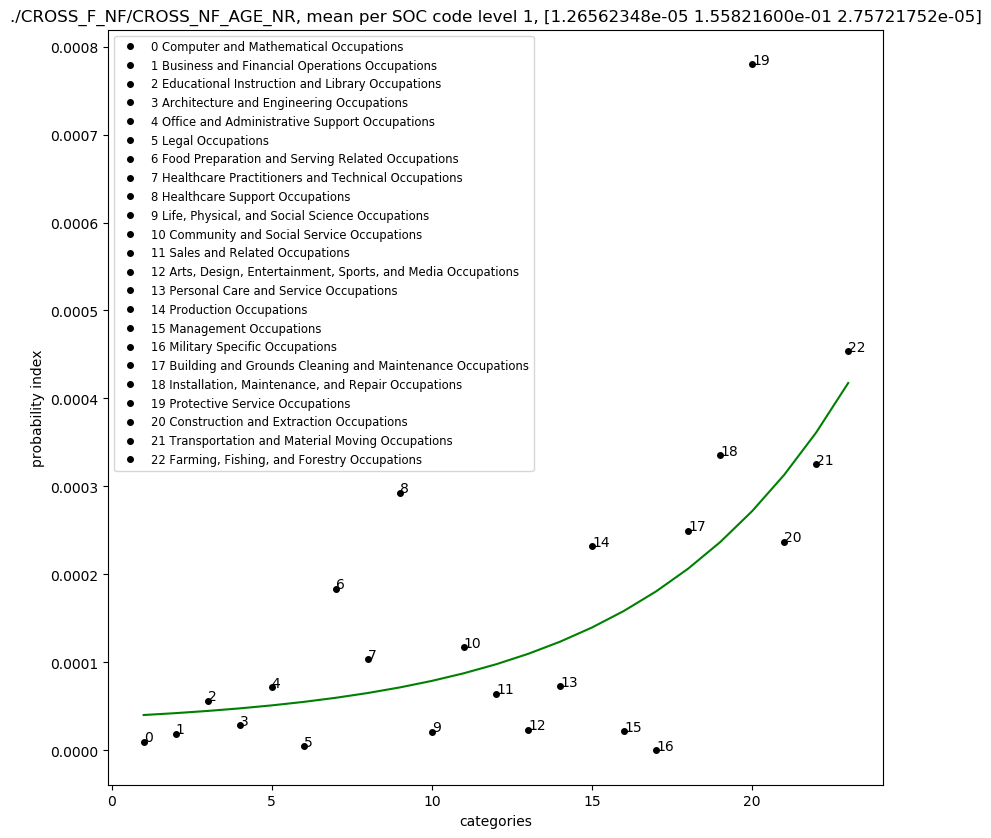 ./CROSS_F_NF/CROSS_NF_AGE_NR, mean per SOC code level 1, [1.26562348e-05 1.55821600e-01 2.75721752e-05]
0 Computer and Mathematical Occupations
1 Business and Financial Operations Occupations
2 Educational Instruction and Library Occupations
3 Architecture and Engineering Occupations
4 Office and Administrative Support Occupations
5 Legal Occupations
6 Food Preparation and Serving Related Occupations
7 Healthcare Practitioners and Technical Occupations
8 Healthcare Support Occupations
9 Life, Physical, and Social Science Occupations
10 Community and Social Service Occupations
11 Sales and Related Occupations
12 Arts, Design, Entertainment, Sports, and Media Occupations
13 Personal Care and Service Occupations
14 Production Occupations
15 Management Occupations
16 Military Specific Occupations
17 Building and Grounds Cleaning and Maintenance Occupations
18 Installation, Maintenance, and Repair Occupations
19 Protective Service Occupations
20 Construction and Extraction Occupations
21 Transportation and Material Moving Occupations
22 Farming, Fishing, and Forestry Occupations
probability index
0.0008
0.0007
0.0006
0.0005
0.0004
0.0003
0.0002
0.0001
0.0000
0
1
2
3
4
5
6
7
8
9
10
11
12
13
14
15
16
17
18
19
20
21
22
0 5 10 15 20
categories